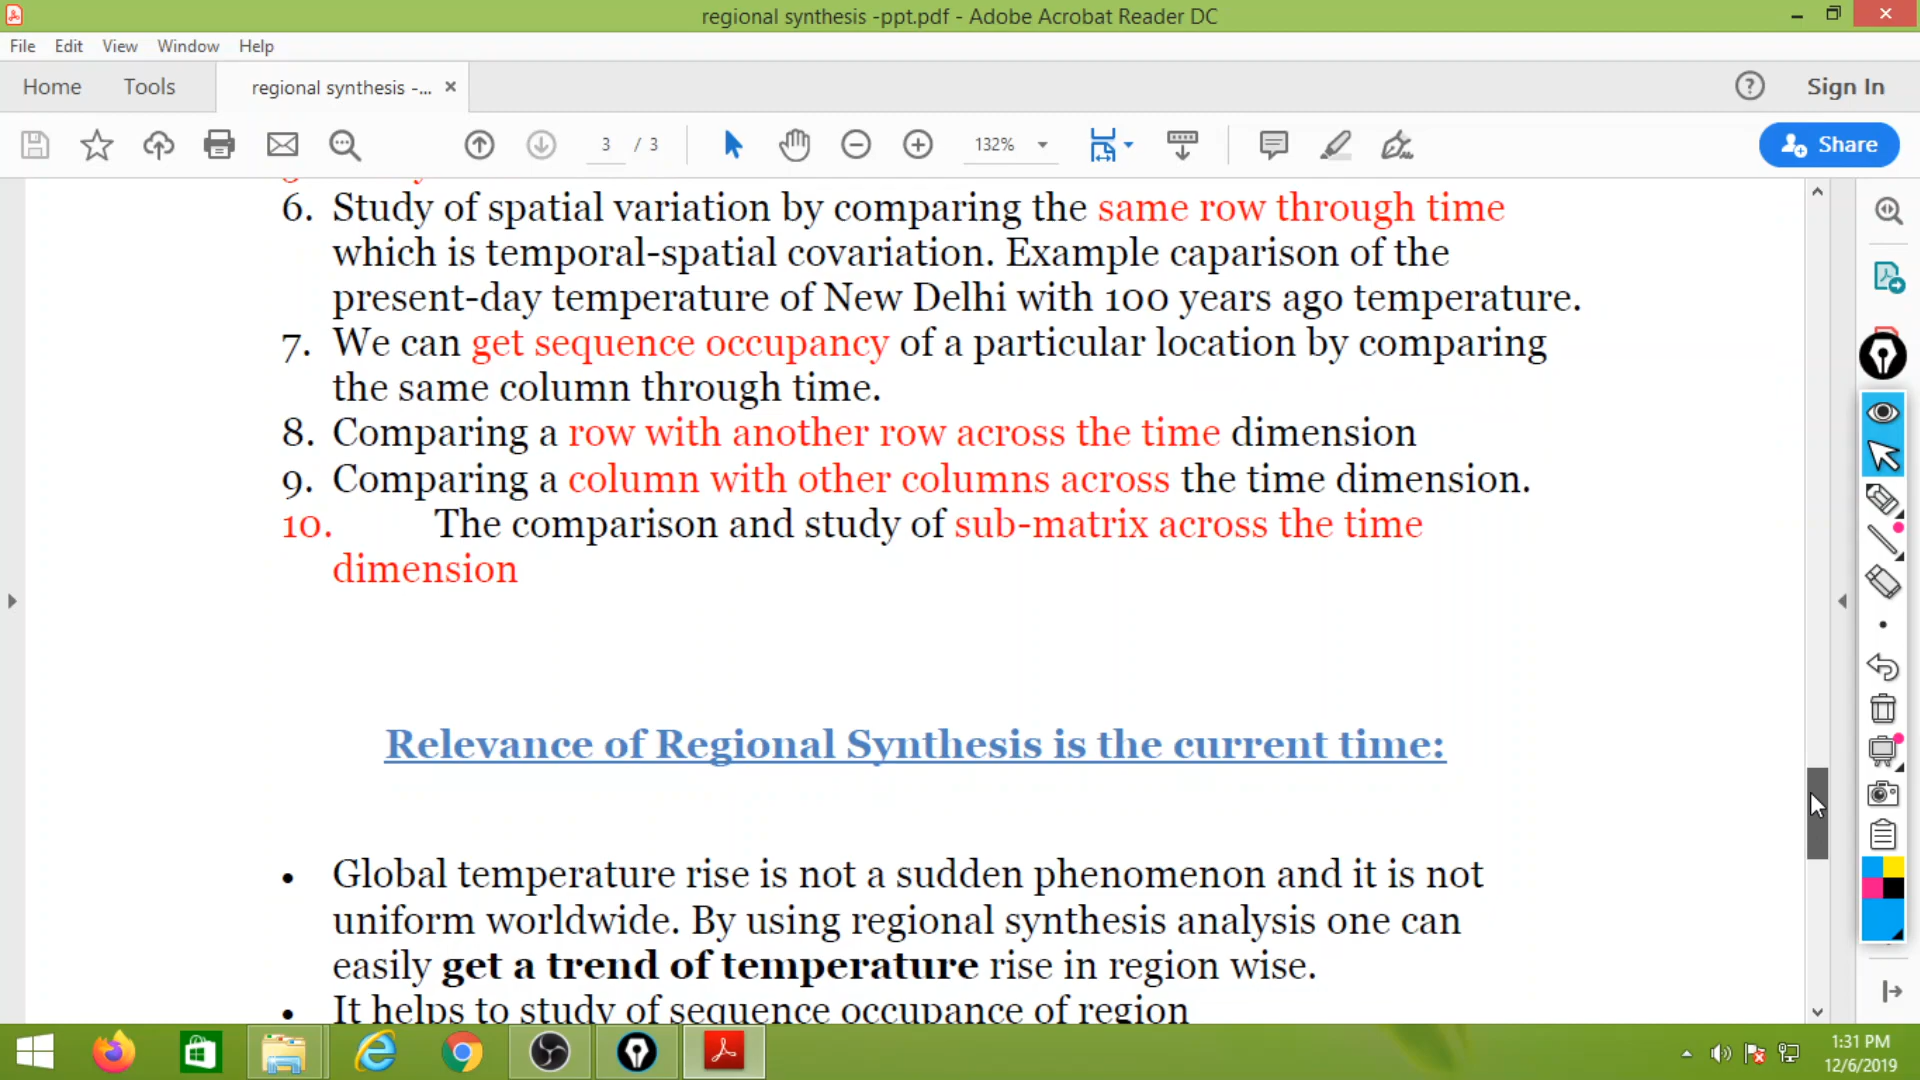 regional synthesis -ppt.pdf - Adobe Acrobat Reader DC
File Edit View Window Help
Home Tools regional synthesis -... × Sign In
3 / 3 132% Share
6. Study of spatial variation by comparing the same row through time
which is temporal-spatial covariation. Example caparison of the
present-day temperature of New Delhi with 100 years ago temperature.
7. We can get sequence occupancy of a particular location by comparing
the same column through time.
8. Comparing a row with another row across the time dimension
9. Comparing a column with other columns across the time dimension.
10. The comparison and study of sub-matrix across the time
dimension
Relevance of Regional Synthesis is the current time:
• Global temperature rise is not a sudden phenomenon and it is not
uniform worldwide. By using regional synthesis analysis one can
easily get a trend of temperature rise in region wise.
• It helps to study of sequence occupance of region
1:31 PM
12/6/2019